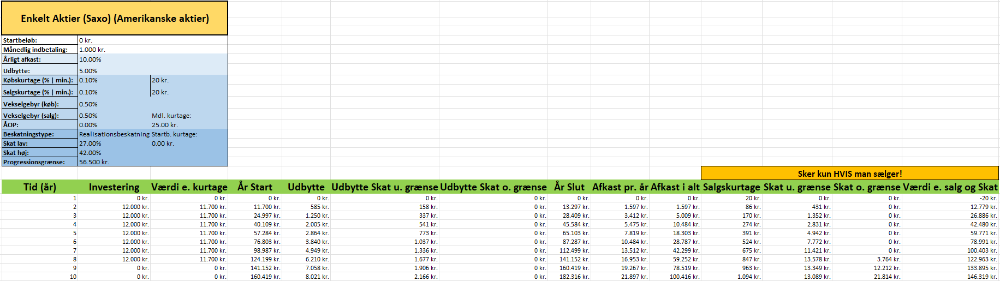 Enkelt Aktier (Saxo) (Amerikanske aktier)
Startbeløb: 0 kr.
Månedlig indbetaling: 1.000 kr.
Årligt afkast: 10.00%
Udbytte: 5.00%
Købskurtage (% | min.): 0.10% 20 kr.
Salgskurtage (% | min.): 0.10% 20 kr.
Vekselgebyr (køb): 0.50%
Vekselgebyr (salg): 0.50% Mdl. kurtage:
ÅOP: 0.00% 25.00 kr.
Beskatningstype: Realisationsbeskatning Startb. kurtage:
Skat lav: 27.00% 0.00 kr.
Skat høj: 42.00%
Progressionsgrænse: 56.500 kr.
Sker kun HVIS man sælger!
Tid (år) Investering Værdi e. kurtage År Start Udbytte Udbytte Skat u. grænse Udbytte Skat o. grænse År Slut Afkast pr. år Afkast i alt Salgskurtage Skat u. grænse Skat o. grænse Værdi e. salg og Skat
1 0 kr. 0 kr. 0 kr. 0 kr. 0 kr. 0 kr. 0 kr. 0 kr. 0 kr. 20 kr. 0 kr. 0 kr. -20 kr.
2 12.000 kr. 11.700 kr. 11.700 kr. 585 kr. 158 kr. 0 kr. 13.297 kr. 1.597 kr. 1.597 kr. 86 kr. 431 kr. 0 kr. 12.779 kr.
3 12.000 kr. 11.700 kr. 24.997 kr. 1.250 kr. 337 kr. 0 kr. 28.409 kr. 3.412 kr. 5.009 kr. 170 kr. 1.352 kr. 0 kr. 26.886 kr.
4 12.000 kr. 11.700 kr. 40.109 kr. 2.005 kr. 541 kr. 0 kr. 45.584 kr. 5.475 kr. 10.484 kr. 274 kr. 2.831 kr. 0 kr. 42.480 kr.
5 12.000 kr. 11.700 kr. 57.284 kr. 2.864 kr. 773 kr. 0 kr. 65.103 kr. 7.819 kr. 18.303 kr. 391 kr. 4.942 kr. 0 kr. 59.771 kr.
6 12.000 kr. 11.700 kr. 76.803 kr. 3.840 kr. 1.037 kr. 0 kr. 87.287 kr. 10.484 kr. 28.787 kr. 524 kr. 7.772 kr. 0 kr. 78.991 kr.
7 12.000 kr. 11.700 kr. 98.987 kr. 4.949 kr. 1.336 kr. 0 kr. 112.499 kr. 13.512 kr. 42.299 kr. 675 kr. 11.421 kr. 0 kr. 100.403 kr.
8 12.000 kr. 11.700 kr. 124.199 kr. 6.210 kr. 1.677 kr. 0 kr. 141.152 kr. 16.953 kr. 59.252 kr. 847 kr. 13.578 kr. 3.764 kr. 122.963 kr.
9 0 kr. 0 kr. 141.152 kr. 7.058 kr. 1.906 kr. 0 kr. 160.419 kr. 19.267 kr. 78.519 kr. 963 kr. 13.349 kr. 12.212 kr. 133.895 kr.
10 0 kr. 0 kr. 160.419 kr. 8.021 kr. 2.166 kr. 0 kr. 182.316 kr. 21.897 kr. 100.416 kr. 1.094 kr. 13.089 kr. 21.814 kr. 146.319 kr.